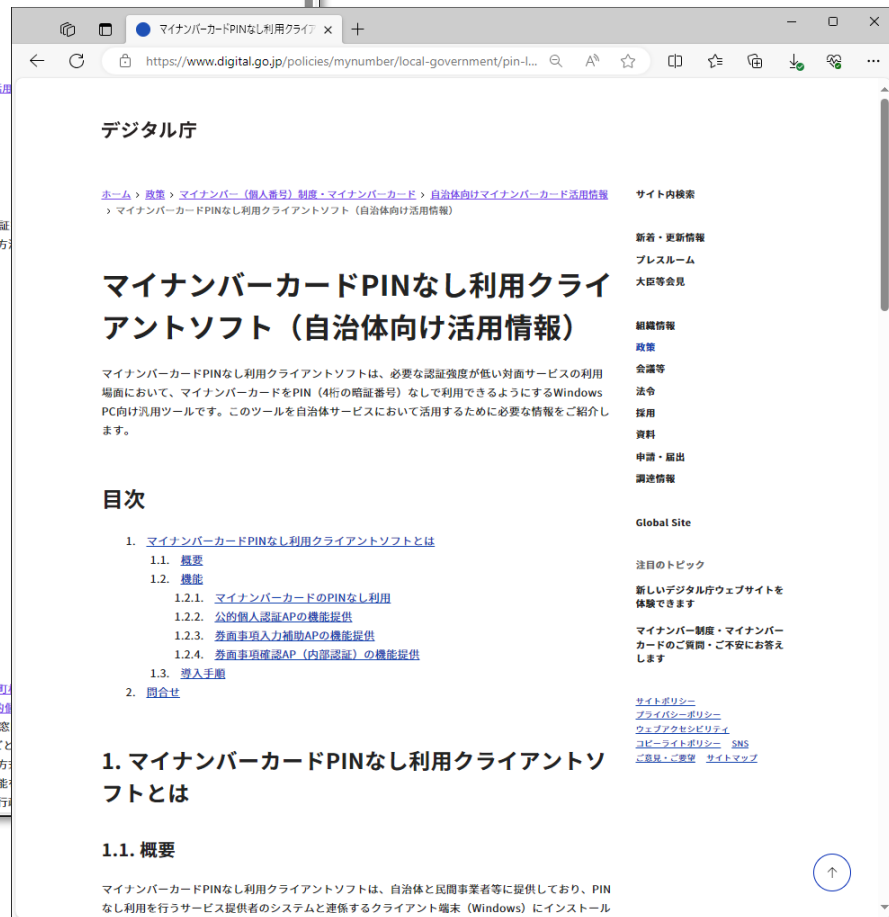 マイナンバーカードPINなし利用クライア
https://www.digital.go.jp/policies/mynumber/local-government/pin-l...
デジタル庁
ホーム › 政策 › マイナンバー（個人番号）制度・マイナンバーカード › 自治体向けマイナンバーカード活用情報
› マイナンバーカードPINなし利用クライアントソフト（自治体向け活用情報）
マイナンバーカードPINなし利用クライ
アントソフト（自治体向け活用情報）
マイナンバーカードPINなし利用クライアントソフトは、必要な認証強度が低い対面サービスの利用
場面において、マイナンバーカードをPIN（4桁の暗証番号）なしで利用できるようにするWindows
PC向け汎用ツールです。このツールを自治体サービスにおいて活用するために必要な情報をご紹介し
ます。
目次
1. マイナンバーカードPINなし利用クライアントソフトとは
1.1. 概要
1.2. 機能
1.2.1. マイナンバーカードのPINなし利用
1.2.2. 公的個人認証APの機能提供
1.2.3. 券面事項入力補助APの機能提供
1.2.4. 券面事項確認AP（内部認証）の機能提供
1.3. 導入手順
2. 問合せ
1. マイナンバーカードPINなし利用クライアントソ
フトとは
1.1. 概要
マイナンバーカードPINなし利用クライアントソフトは、自治体と民間事業者等に提供しており、PIN
なし利用を行うサービス提供者のシステムと連係するクライアント端末（Windows）にインストール
サイト内検索
新着・更新情報
プレスルーム
大臣等会見
組織情報
政策
会議等
法令
採用
資料
申請・届出
調達情報
Global Site
注目のトピック
新しいデジタル庁ウェブサイトを
体験できます
マイナンバー制度・マイナンバー
カードのご質問・ご不安にお答え
します
サイトポリシー
プライバシーポリシー
ウェブアクセシビリティ
コピーライトポリシー SNS
ご意見・ご要望 サイトマップ